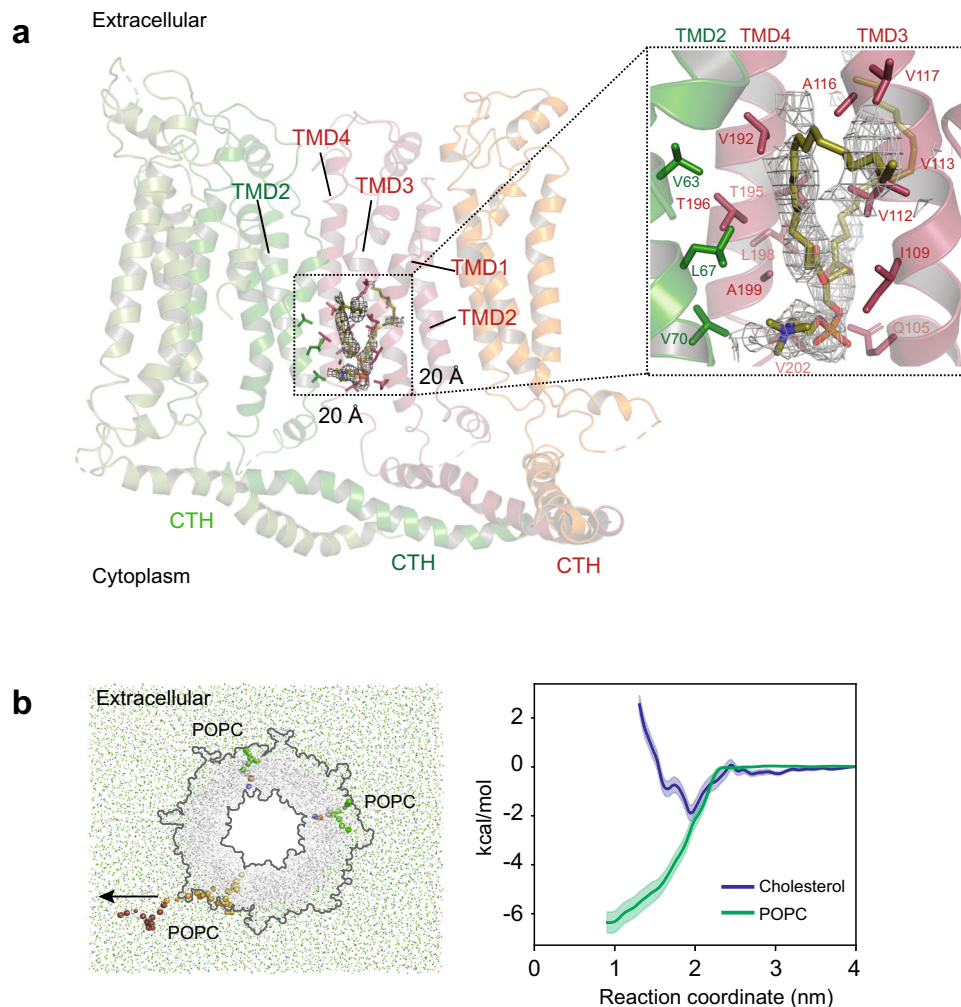 a
Extracellular
TMD4
TMD2
TMD3
TMD1
TMD2
20 Å
20 Å
CTH
CTH
CTH
Cytoplasm
TMD2
TMD4
TMD3
A116
V117
V192
V63
V113
T195
T196
V112
L198
L67
I109
A199
V70
Q105
V202
b
Extracellular
POPC
POPC
POPC
kcal/mol
2
0
-2
-4
-6
Cholesterol
POPC
0
1
2
3
4
Reaction coordinate (nm)